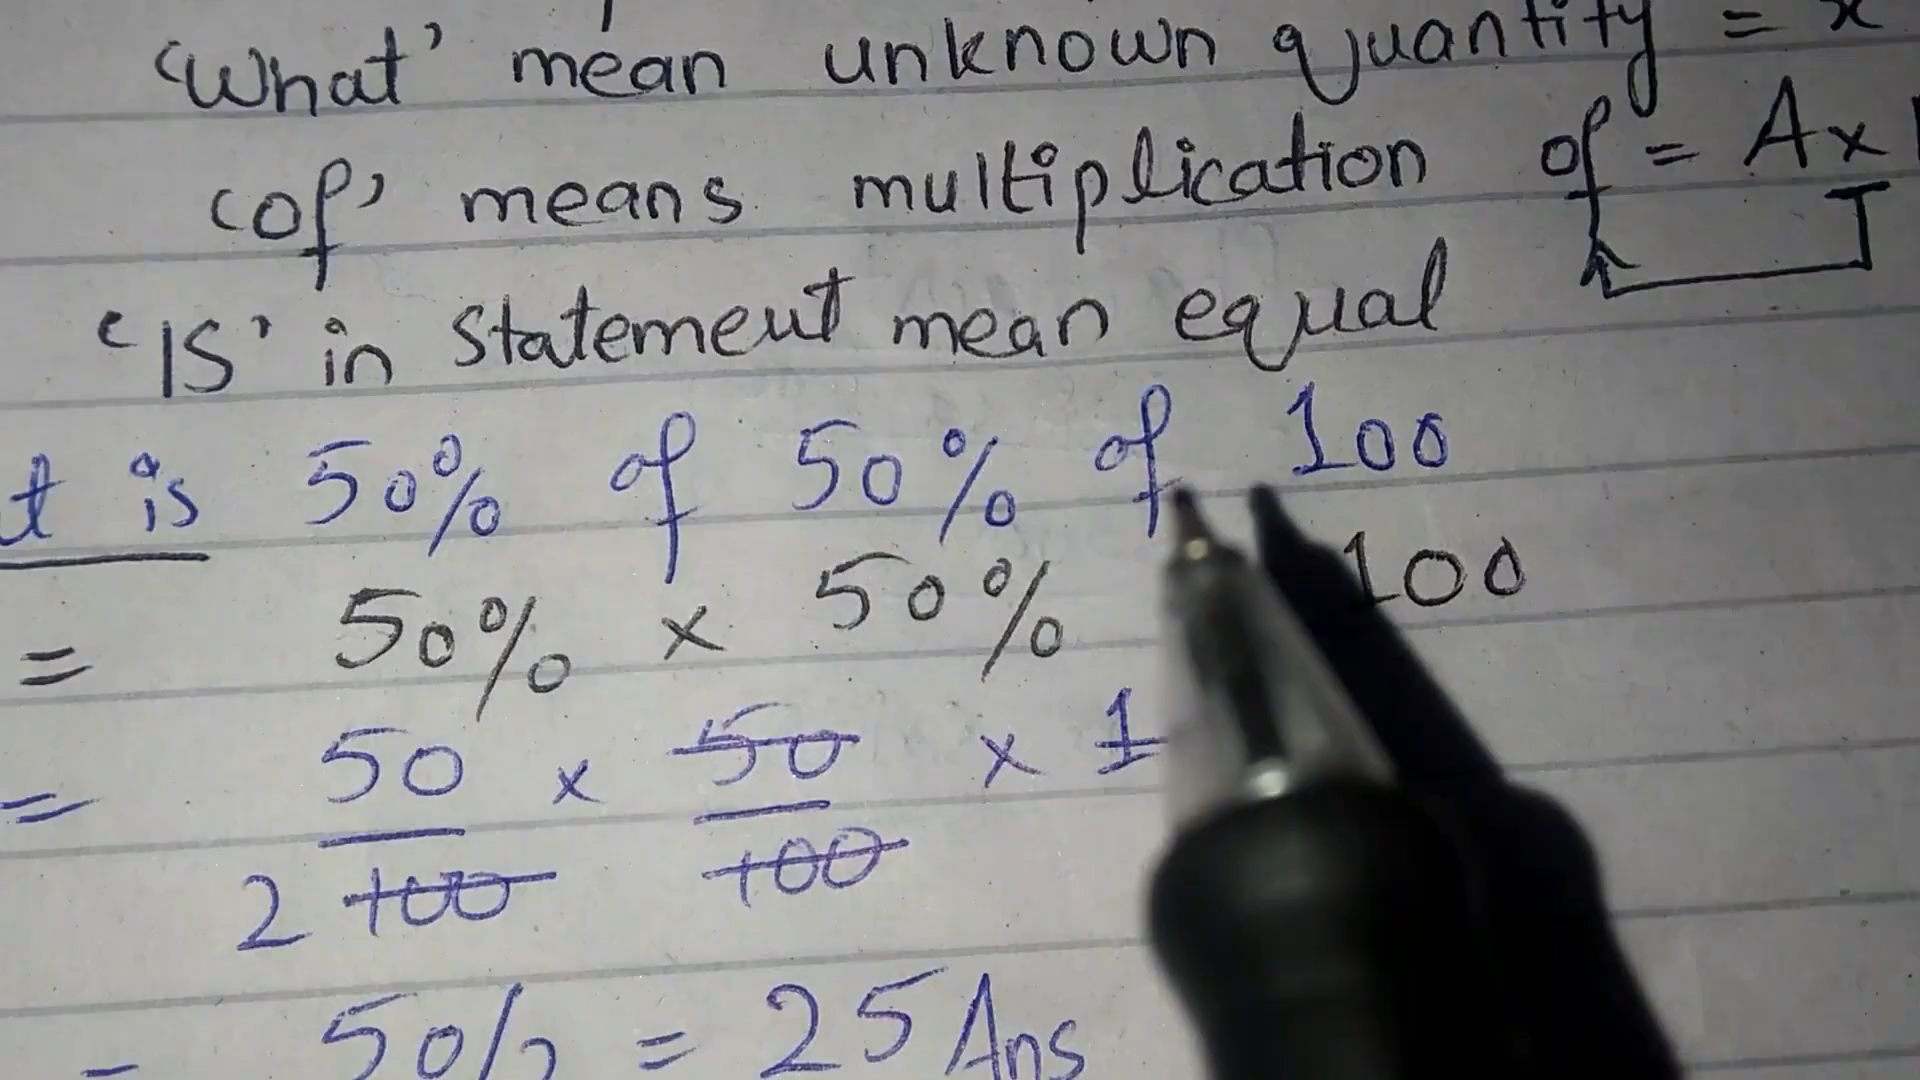 'What' mean unknown quantity = x
'of' means multiplication of = A x
'IS' in statement mean equal
is 50% of 50% of 100
= 50% x 50% 100
= 50 x 50 x 1
2 100 100
50/2 = 25 Ans